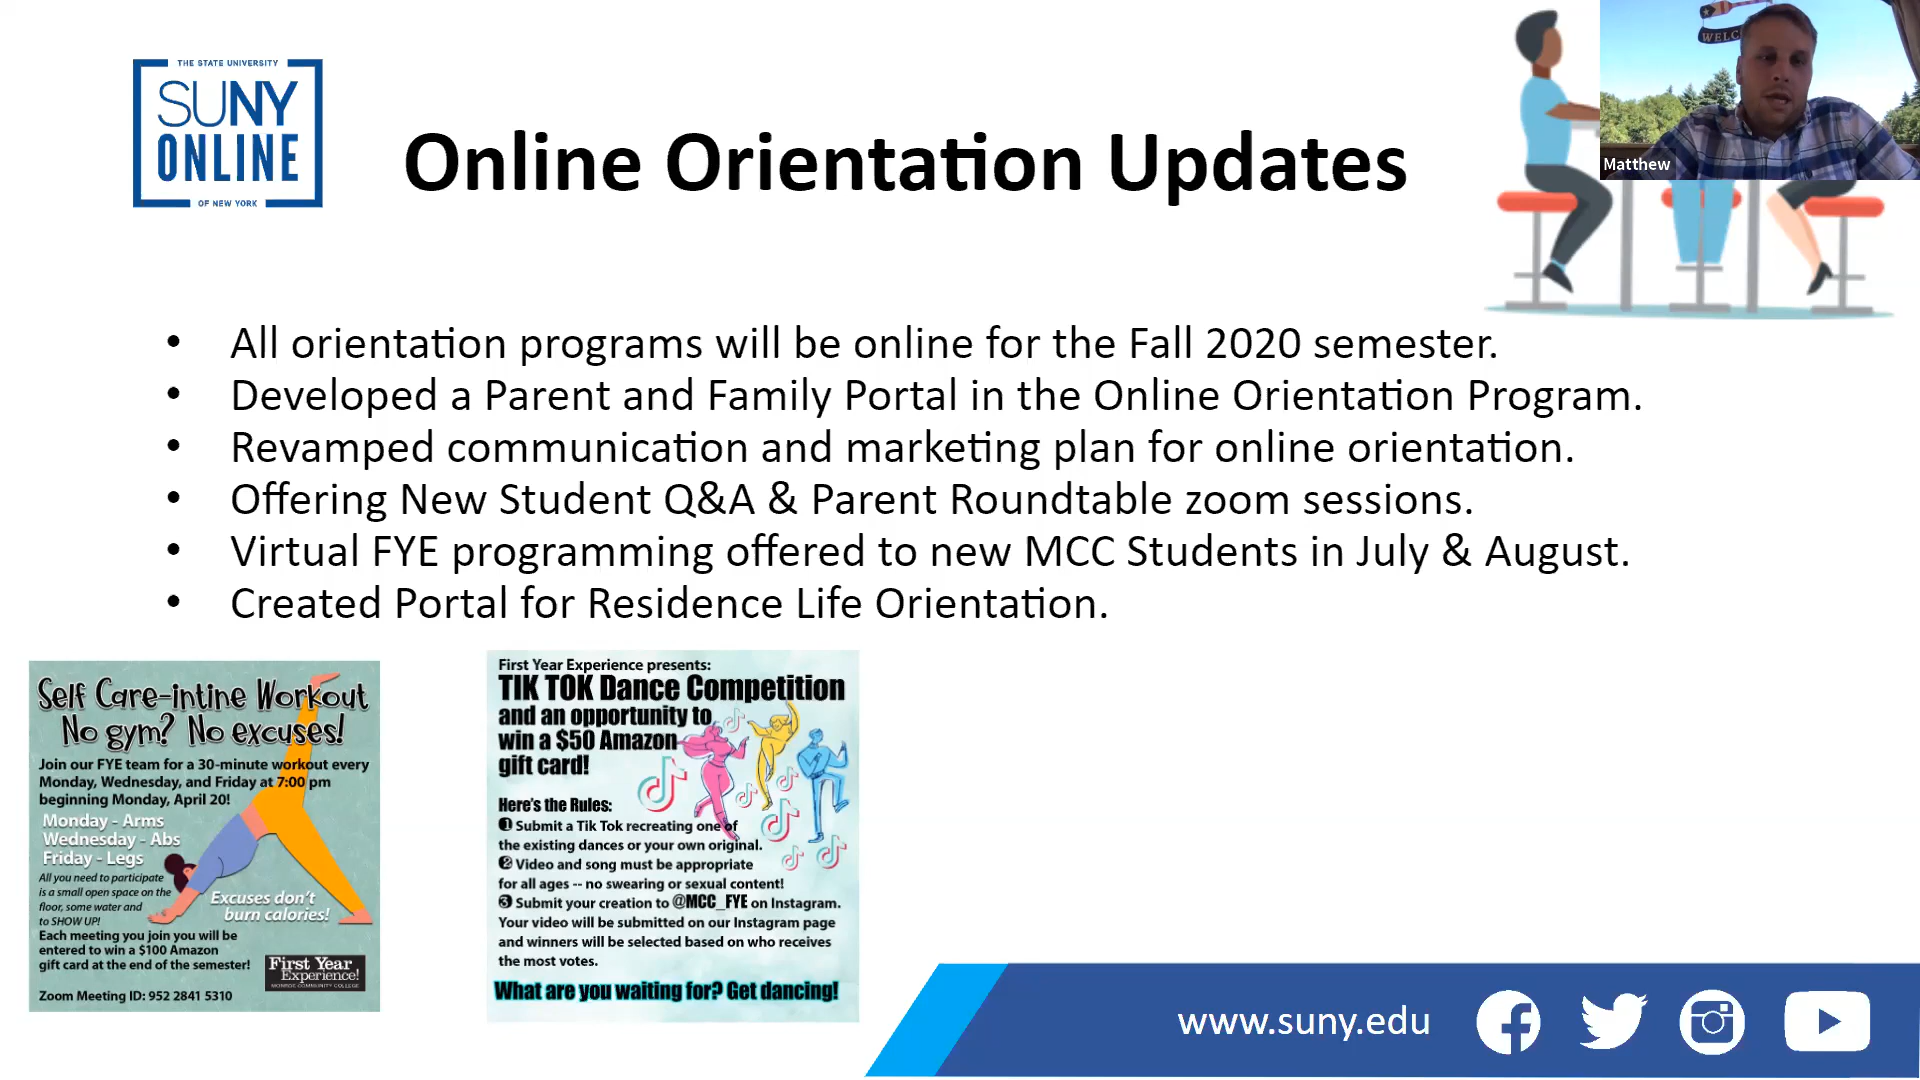 THE STATE UNIVERSITY
SUNY
ONLINE
OF NEW YORK
Online Orientation Updates
WELC
Matthew
• All orientation programs will be online for the Fall 2020 semester.
• Developed a Parent and Family Portal in the Online Orientation Program.
• Revamped communication and marketing plan for online orientation.
• Offering New Student Q&A & Parent Roundtable zoom sessions.
• Virtual FYE programming offered to new MCC Students in July & August.
• Created Portal for Residence Life Orientation.
Self Care-intine Workout
No gym? No excuses!
Join our FYE team for a 30-minute workout every
Monday, Wednesday, and Friday at 7:00 pm
beginning Monday, April 20!
Monday - Arms
Wednesday - Abs
Friday - Legs
All you need to participate
is a small open space on the
floor, some water and
to SHOW UP!
Excuses don't
burn calories!
Each meeting you join you will be
entered to win a $100 Amazon
gift card at the end of the semester!
First Year
Experience!
MONROE COMMUNITY COLLEGE
Zoom Meeting ID: 952 2841 5310
First Year Experience presents:
TIK TOK Dance Competition
and an opportunity to
win a $50 Amazon
gift card!
Here's the Rules:
1 Submit a Tik Tok recreating one of
the existing dances or your own original.
2 Video and song must be appropriate
for all ages -- no swearing or sexual content!
3 Submit your creation to @MCC_FYE on Instagram.
Your video will be submitted on our Instagram page
and winners will be selected based on who receives
the most votes.
What are you waiting for? Get dancing!
www.suny.edu